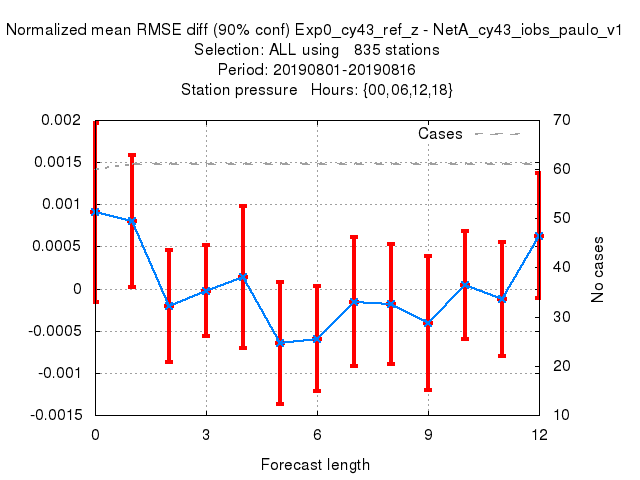 Normalized mean RMSE diff (90% conf) Exp0_cy43_ref_z - NetA_cy43_iobs_paulo_v1
Selection: ALL using   835 stations
Period: 20190801-20190816
Station pressure   Hours: {00,06,12,18}
Cases
0.002
0.0015
0.001
0.0005
0
-0.0005
-0.001
-0.0015
70
60
50
40
30
20
10
No cases
0 3 6 9 12
Forecast length